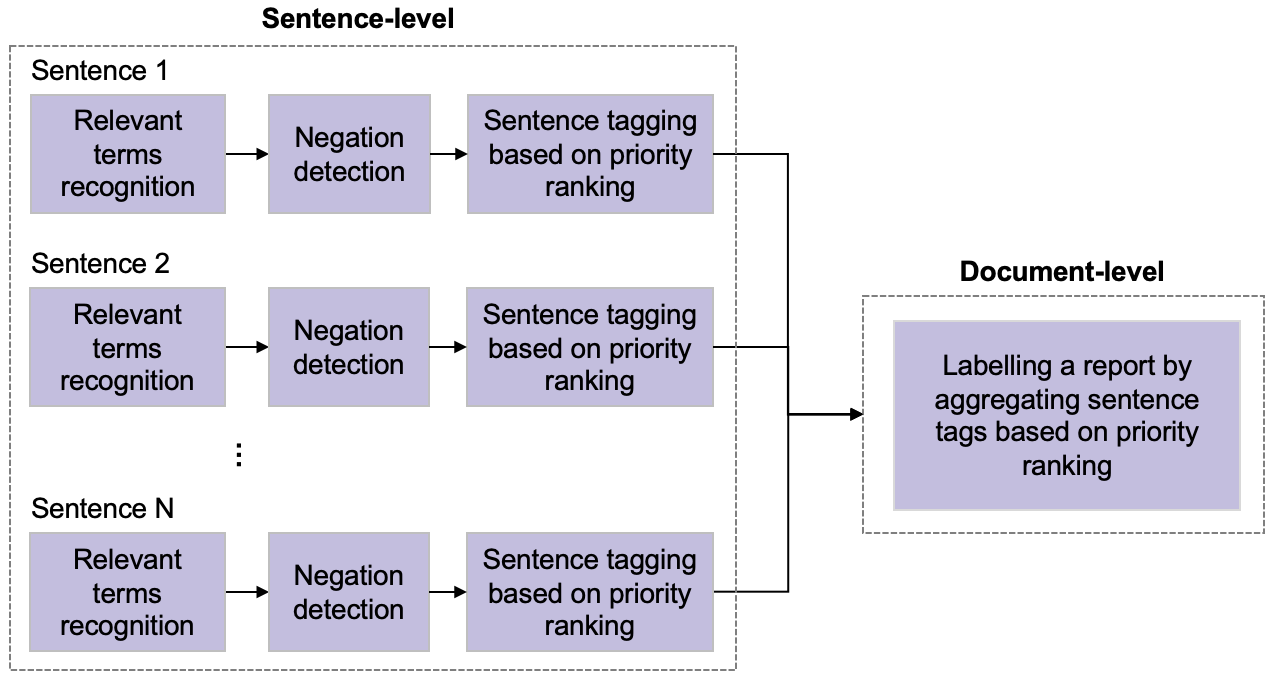 Sentence-level
Sentence 1
Relevant
terms
recognition
Negation
detection
Sentence tagging
based on priority
ranking
Sentence 2
Relevant
terms
recognition
Negation
detection
Sentence tagging
based on priority
ranking
⋮
Sentence N
Relevant
terms
recognition
Negation
detection
Sentence tagging
based on priority
ranking
Document-level
Labelling a report by
aggregating sentence
tags based on priority
ranking